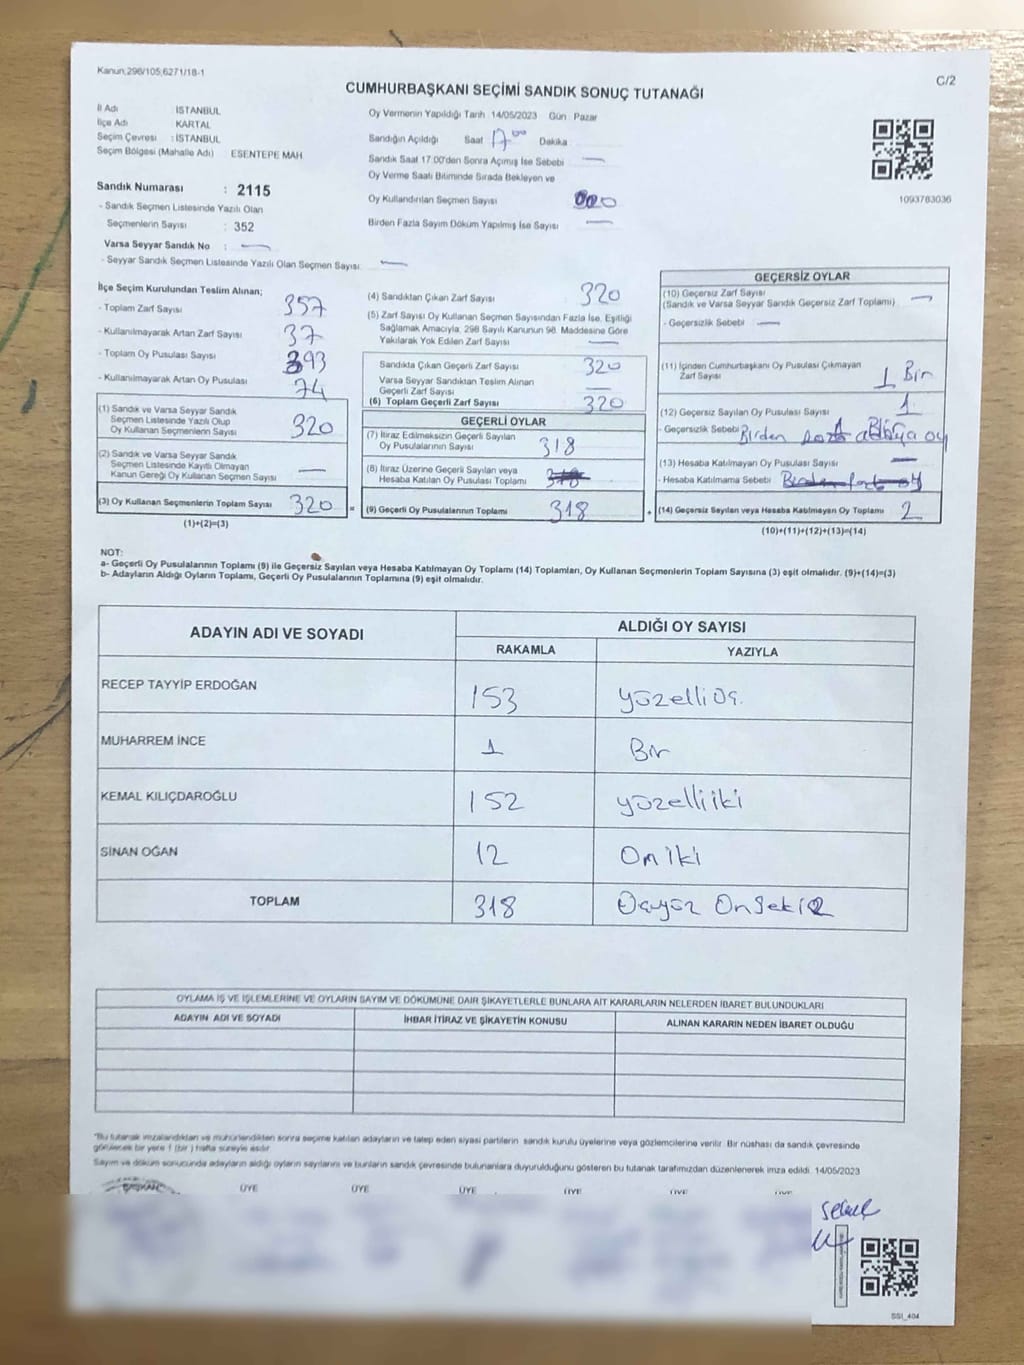 Kanun,298/105,6271/18-1
C/2
CUMHURBAŞKANI SEÇİMİ SANDIK SONUÇ TUTANAĞI
İl Adı : İSTANBUL
İlçe Adı : KARTAL
Seçim Çevresi : İSTANBUL
Seçim Bölgesi (Mahalle Adı) ESENTEPE MAH
Sandık Numarası : 2115
- Sandık Seçmen Listesinde Yazılı Olan
Seçmenlerin Sayısı : 352
Varsa Seyyar Sandık No : —
- Seyyar Sandık Seçmen Listesinde Yazılı Olan Seçmen Sayısı: —
Oy Vermenin Yapıldığı Tarih 14/05/2023 Gün : Pazar
Sandığın Açıldığı Saat 17.00 Dakika
Sandık Saat 17:00'den Sonra Açımış İse Sebebi —
Oy Verme Saati Bitiminde Sırada Bekleyen ve
Oy Kullandırılan Seçmen Sayısı
Birden Fazla Sayım Döküm Yapılmış İse Sayısı —
1093763036
İlçe Seçim Kurulundan Teslim Alınan;
- Toplam Zarf Sayısı 357
- Kullanılmayarak Artan Zarf Sayısı 37
- Toplam Oy Pusulası Sayısı 393
- Kullanılmayarak Artan Oy Pusulası 74
(1) Sandık ve Varsa Seyyar Sandık
Seçmen Listesinde Yazılı Olup
Oy Kullanan Seçmenlerin Sayısı 320
(2) Sandık ve Varsa Seyyar Sandık
Seçmen Listesinde Kayıtlı Olmayan
Kanun Gereği Oy Kullanan Seçmen Sayısı —
(3) Oy Kullanan Seçmenlerin Toplam Sayısı 320
(1)+(2)=(3)
(4) Sandıktan Çıkan Zarf Sayısı 320
(5) Zarf Sayısı Oy Kullanan Seçmen Sayısından Fazla İse, Eşitliği
Sağlamak Amacıyla, 298 Sayılı Kanunun 98. Maddesine Göre
Yakılarak Yok Edilen Zarf Sayısı —
Sandıkta Çıkan Geçerli Zarf Sayısı 320
Varsa Seyyar Sandıktan Teslim Alınan
Geçerli Zarf Sayısı —
(6) Toplam Geçerli Zarf Sayısı 320
GEÇERLİ OYLAR
(7) İtiraz Edilmeksizin Geçerli Sayılan
Oy Pusulalarının Sayısı 318
(8) İtiraz Üzerine Geçerli Sayılan veya
Hesaba Katılan Oy Pusulaları Toplamı
= (9) Geçerli Oy Pusulalarının Toplamı 318 +
GEÇERSİZ OYLAR
(10) Geçersiz Zarf Sayısı
(Sandık ve Varsa Seyyar Sandık Geçersiz Zarf Toplamı) —
- Geçersizlik Sebebi : —
(11) İçinden Cumhurbaşkanı Oy Pusulası Çıkmayan
Zarf Sayısı 1 Bir
(12) Geçersiz Sayılan Oy Pusulası Sayısı 1
- Geçersizlik Sebebi Birden oy
(13) Hesaba Katılmayan Oy Pusulası Sayısı —
- Hesaba Katılmama Sebebi
(14) Geçersiz Sayılan veya Hesaba Katılmayan Oy Toplamı 2
(10)+(11)+(12)+(13)=(14)
NOT:
a- Geçerli Oy Pusulalarının Toplamı (9) ile Geçersiz Sayılan veya Hesaba Katılmayan Oy Toplamı (14) Toplamları, Oy Kullanan Seçmenlerin Toplam Sayısına (3) eşit olmalıdır. (9)+(14)=(3)
b- Adayların Aldığı Oyların Toplamı, Geçerli Oy Pusulalarının Toplamına (9) eşit olmalıdır.
ADAYIN ADI VE SOYADI ALDIĞI OY SAYISI
RAKAMLA YAZIYLA
RECEP TAYYİP ERDOĞAN 153 yüzelliüç.
MUHARREM İNCE 1 Bir
KEMAL KILIÇDAROĞLU 152 yüzelliiki
SİNAN OĞAN 12 Oniki
TOPLAM 318 Üçyüz Onsekiz
OYLAMA İŞ VE İŞLEMLERİNE VE OYLARIN SAYIM VE DÖKÜMÜNE DAİR ŞİKAYETLERLE BUNLARA AİT KARARLARIN NELERDEN İBARET BULUNDUKLARI
ADAYIN ADI VE SOYADI İHBAR İTİRAZ VE ŞİKAYETİN KONUSU ALINAN KARARIN NEDEN İBARET OLDUĞU
"Bu tutanak imzalandıktan ve mühürlendikten sonra seçime katılan adayların ve talep eden siyasi partilerin sandık kurulu üyelerine veya gözlemcilerine verilir. Bir nüshası da sandık çevresinde
görülecek bir yere 1 (bir ) hafta süreyle asılır.
Sayım ve döküm sonucunda adayların aldığı oyların sayılarını ve bunların sandık çevresinde bulunanlara duyurulduğunu gösteren bu tutanak tarafımızdan düzenlenerek imza edildi. 14/05/2023
BAŞKAN ÜYE ÜYE ÜYE ÜYE ÜYE
SSI_404